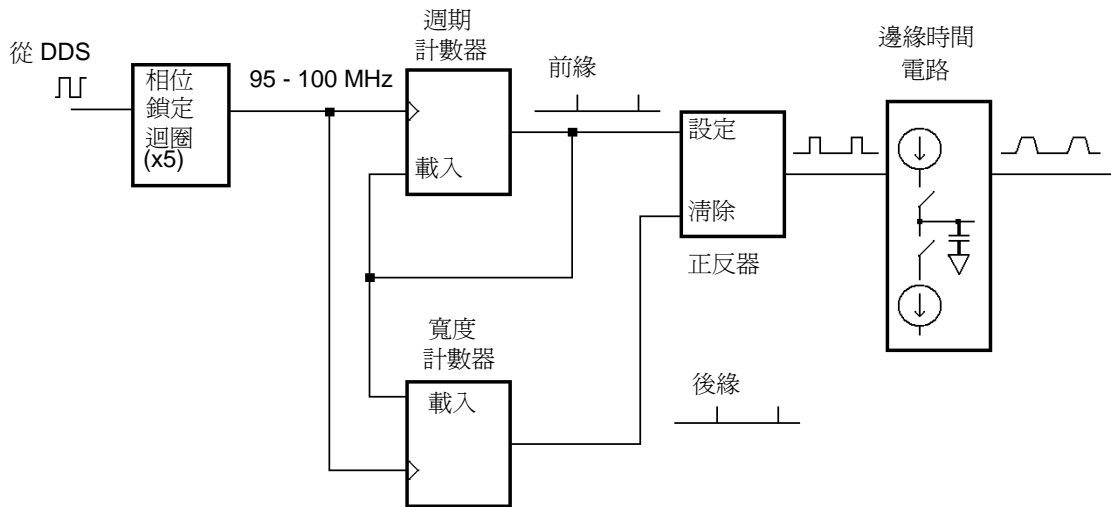 從 DDS
相位
鎖定
迴圈
(x5)
95 - 100 MHz
週期
計數器
載入
前緣
設定
清除
正反器
邊緣時間
電路
寬度
計數器
載入
後緣